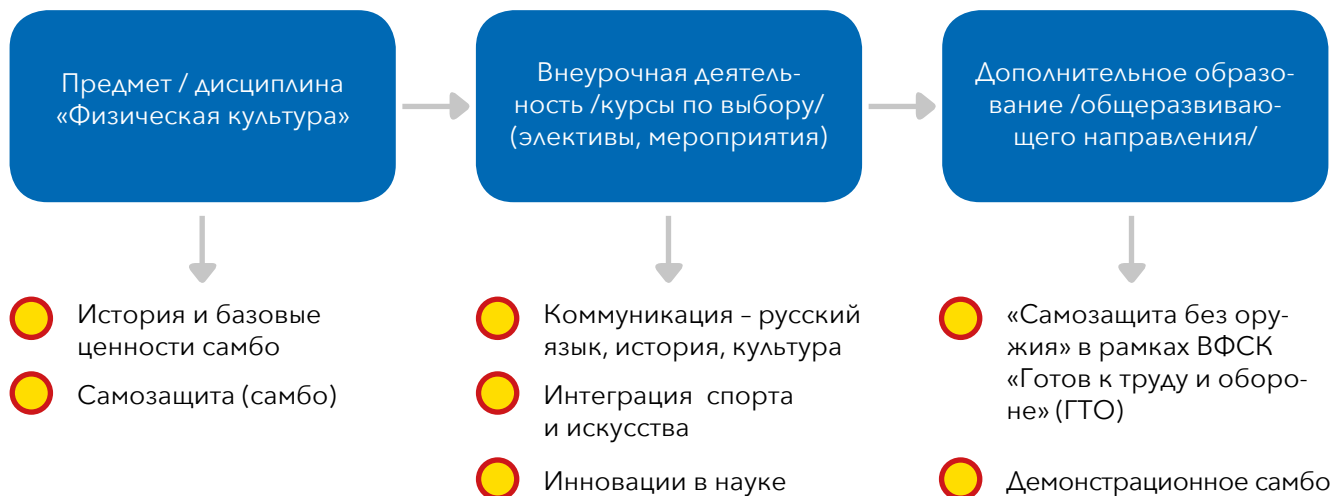 Предмет / дисциплина
«Физическая культура»
Внеурочная деятель-
ность /курсы по выбору/
(элективы, мероприятия)
Дополнительное образо-
вание /общеразвиваю-
щего направления/
История и базовые
ценности самбо
Самозащита (самбо)
Коммуникация – русский
язык, история, культура
Интеграция спорта
и искусства
Инновации в науке
«Самозащита без ору-
жия» в рамках ВФСК
«Готов к труду и оборо-
не» (ГТО)
Демонстрационное самбо